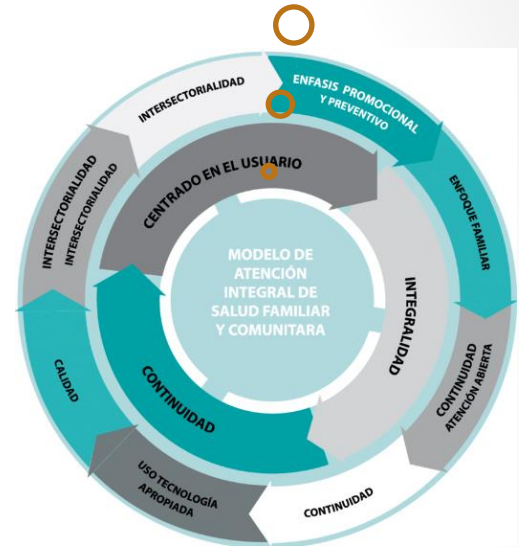 INTERSECTORIALIDAD
ENFASIS PROMOCIONAL
Y PREVENTIVO
ENFOQUE FAMILIAR
CONTINUIDAD
ATENCIÓN ABIERTA
CONTINUIDAD
USO TECNOLOGÍA
APROPIADA
CALIDAD
INTERSECTORIALIDAD
INTERSECTORIALIDAD
CENTRADO EN EL USUARIO
INTEGRALIDAD
CONTINUIDAD
MODELO DE
ATENCIÓN
INTEGRAL DE
SALUD FAMILIAR
Y COMUNITARA